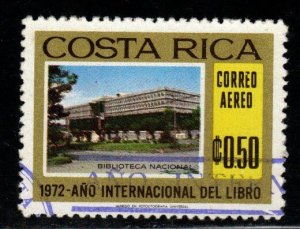 COSTA RICA
CORREO
AEREO
₡0.50
BIBLIOTECA NACIONAL
1972-AÑO INTERNACIONAL DEL LIBRO